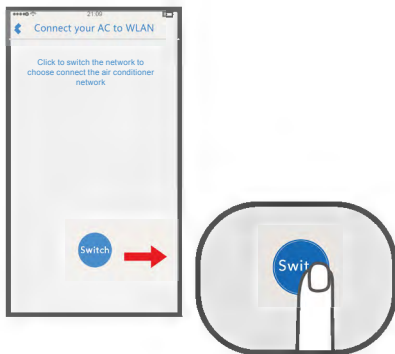 21:06
Connect your AC to WLAN
Click to switch the network to
choose connect the air conditioner
network
Switch
Swit